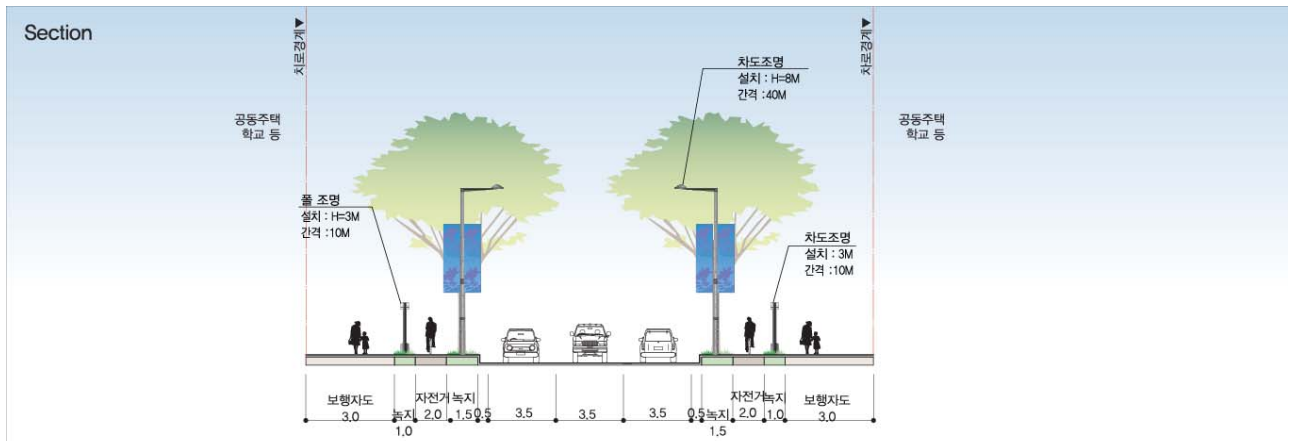 Section
치로경계▶
차로경계▶
차도조명
설치 : H=8M
간격 :40M
공동주택
학교 등
공동주택
학교 등
풀 조명
설치 : H=3M
간격 :10M
차도조명
설치 : 3M
간격 :10M
보행자도 녹지 자전거 녹지 녹지 자전거 녹지 보행자도
3.0 2.0 1.5 0.5 3.5 3.5 3.5 0.5 2.0 1.0 3.0
1.0 1.5